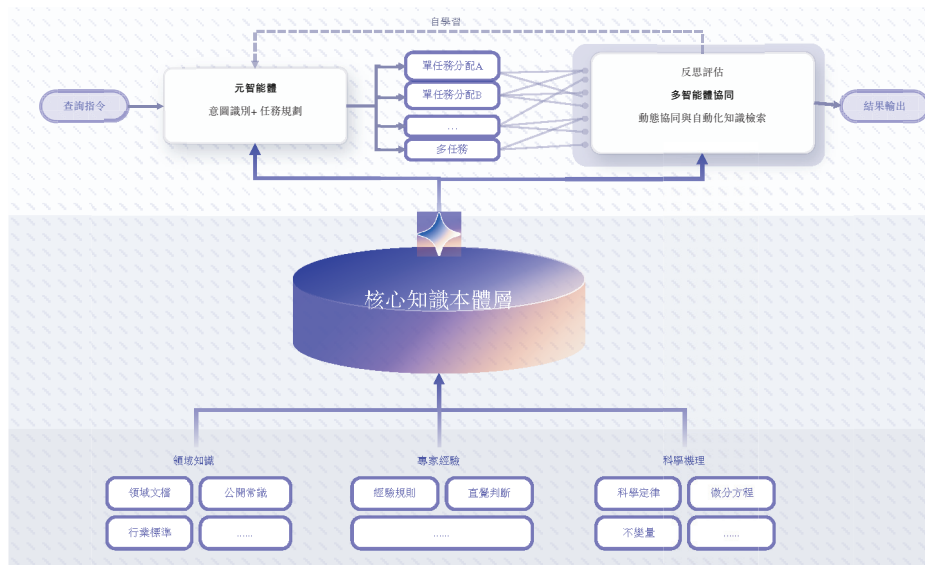 自學習
單任務分配A
單任務分配B
...
多任務
查詢指令
元智能體
意圖識別+ 任務規劃
反思評估
多智能體協同
動態協同與自動化知識檢索
結果輸出
核心知識本體層
領域知識
領域文檔
公開常識
行業標準
......
專家經驗
經驗規則
直覺判斷
......
科學機理
科學定律
微分方程
不變量
......